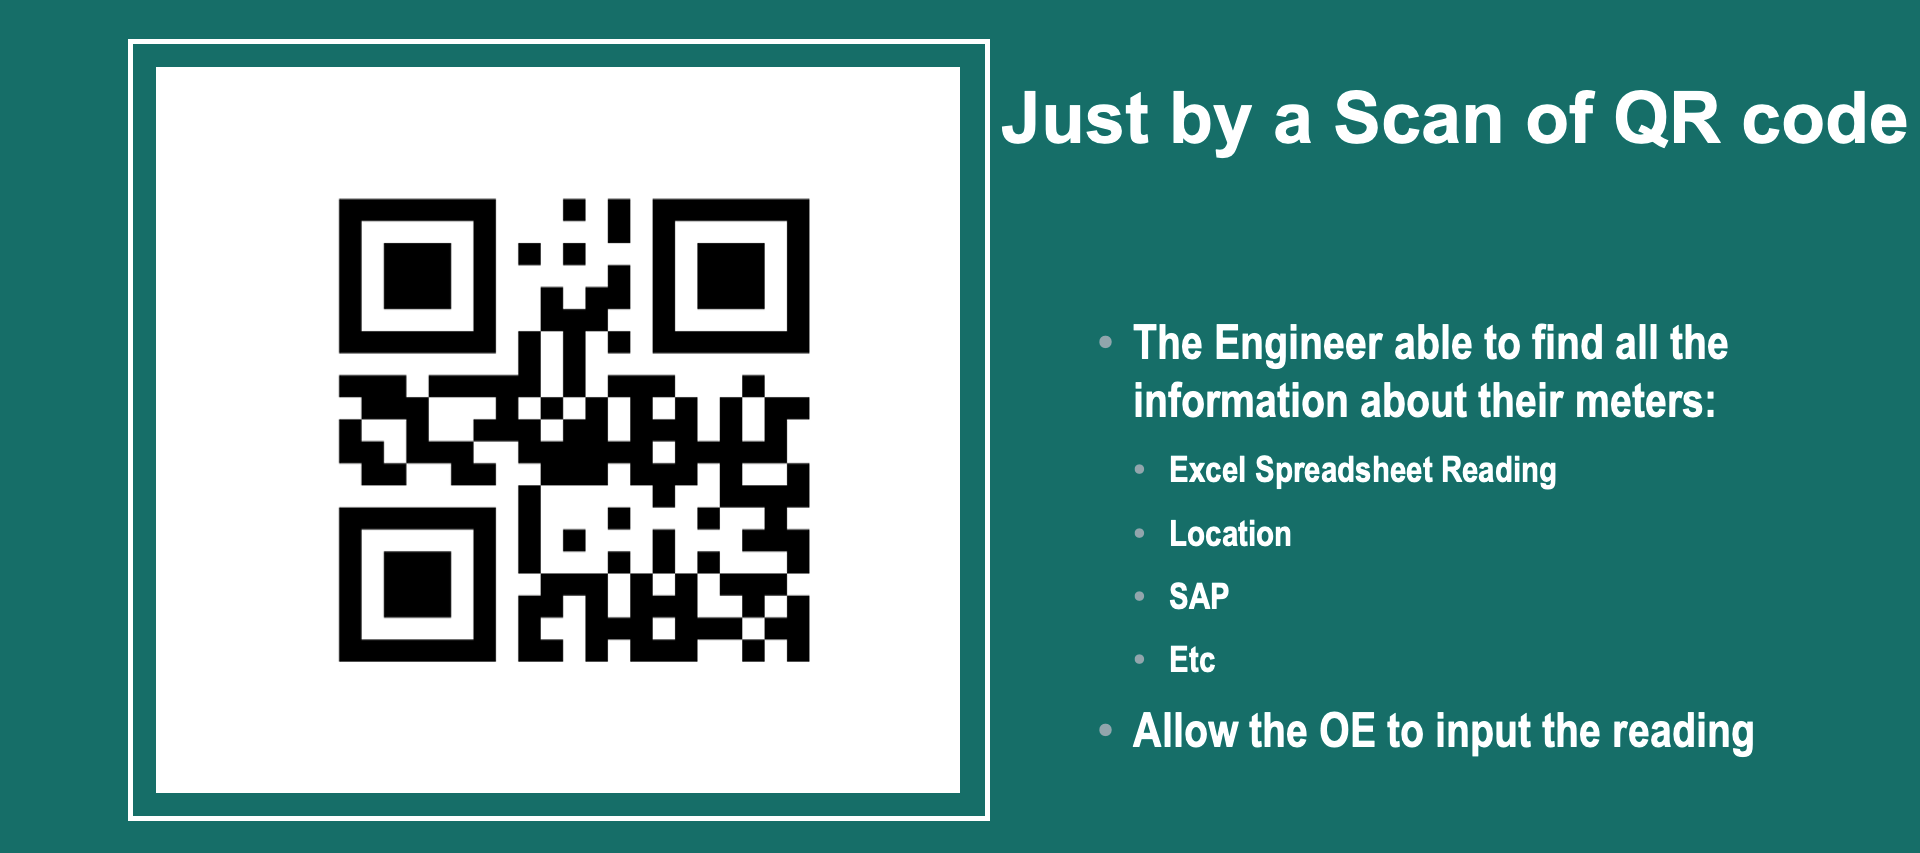 Just by a Scan of QR code
• The Engineer able to find all the
information about their meters:
• Excel Spreadsheet Reading
• Location
• SAP
• Etc
• Allow the OE to input the reading